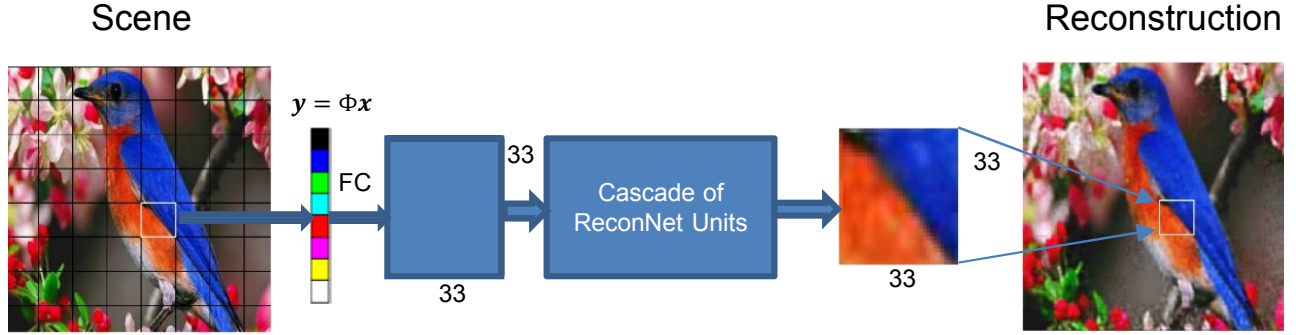 Scene
Reconstruction
𝒚 = Φ𝒙
FC
33
33
Cascade of
ReconNet Units
33
33